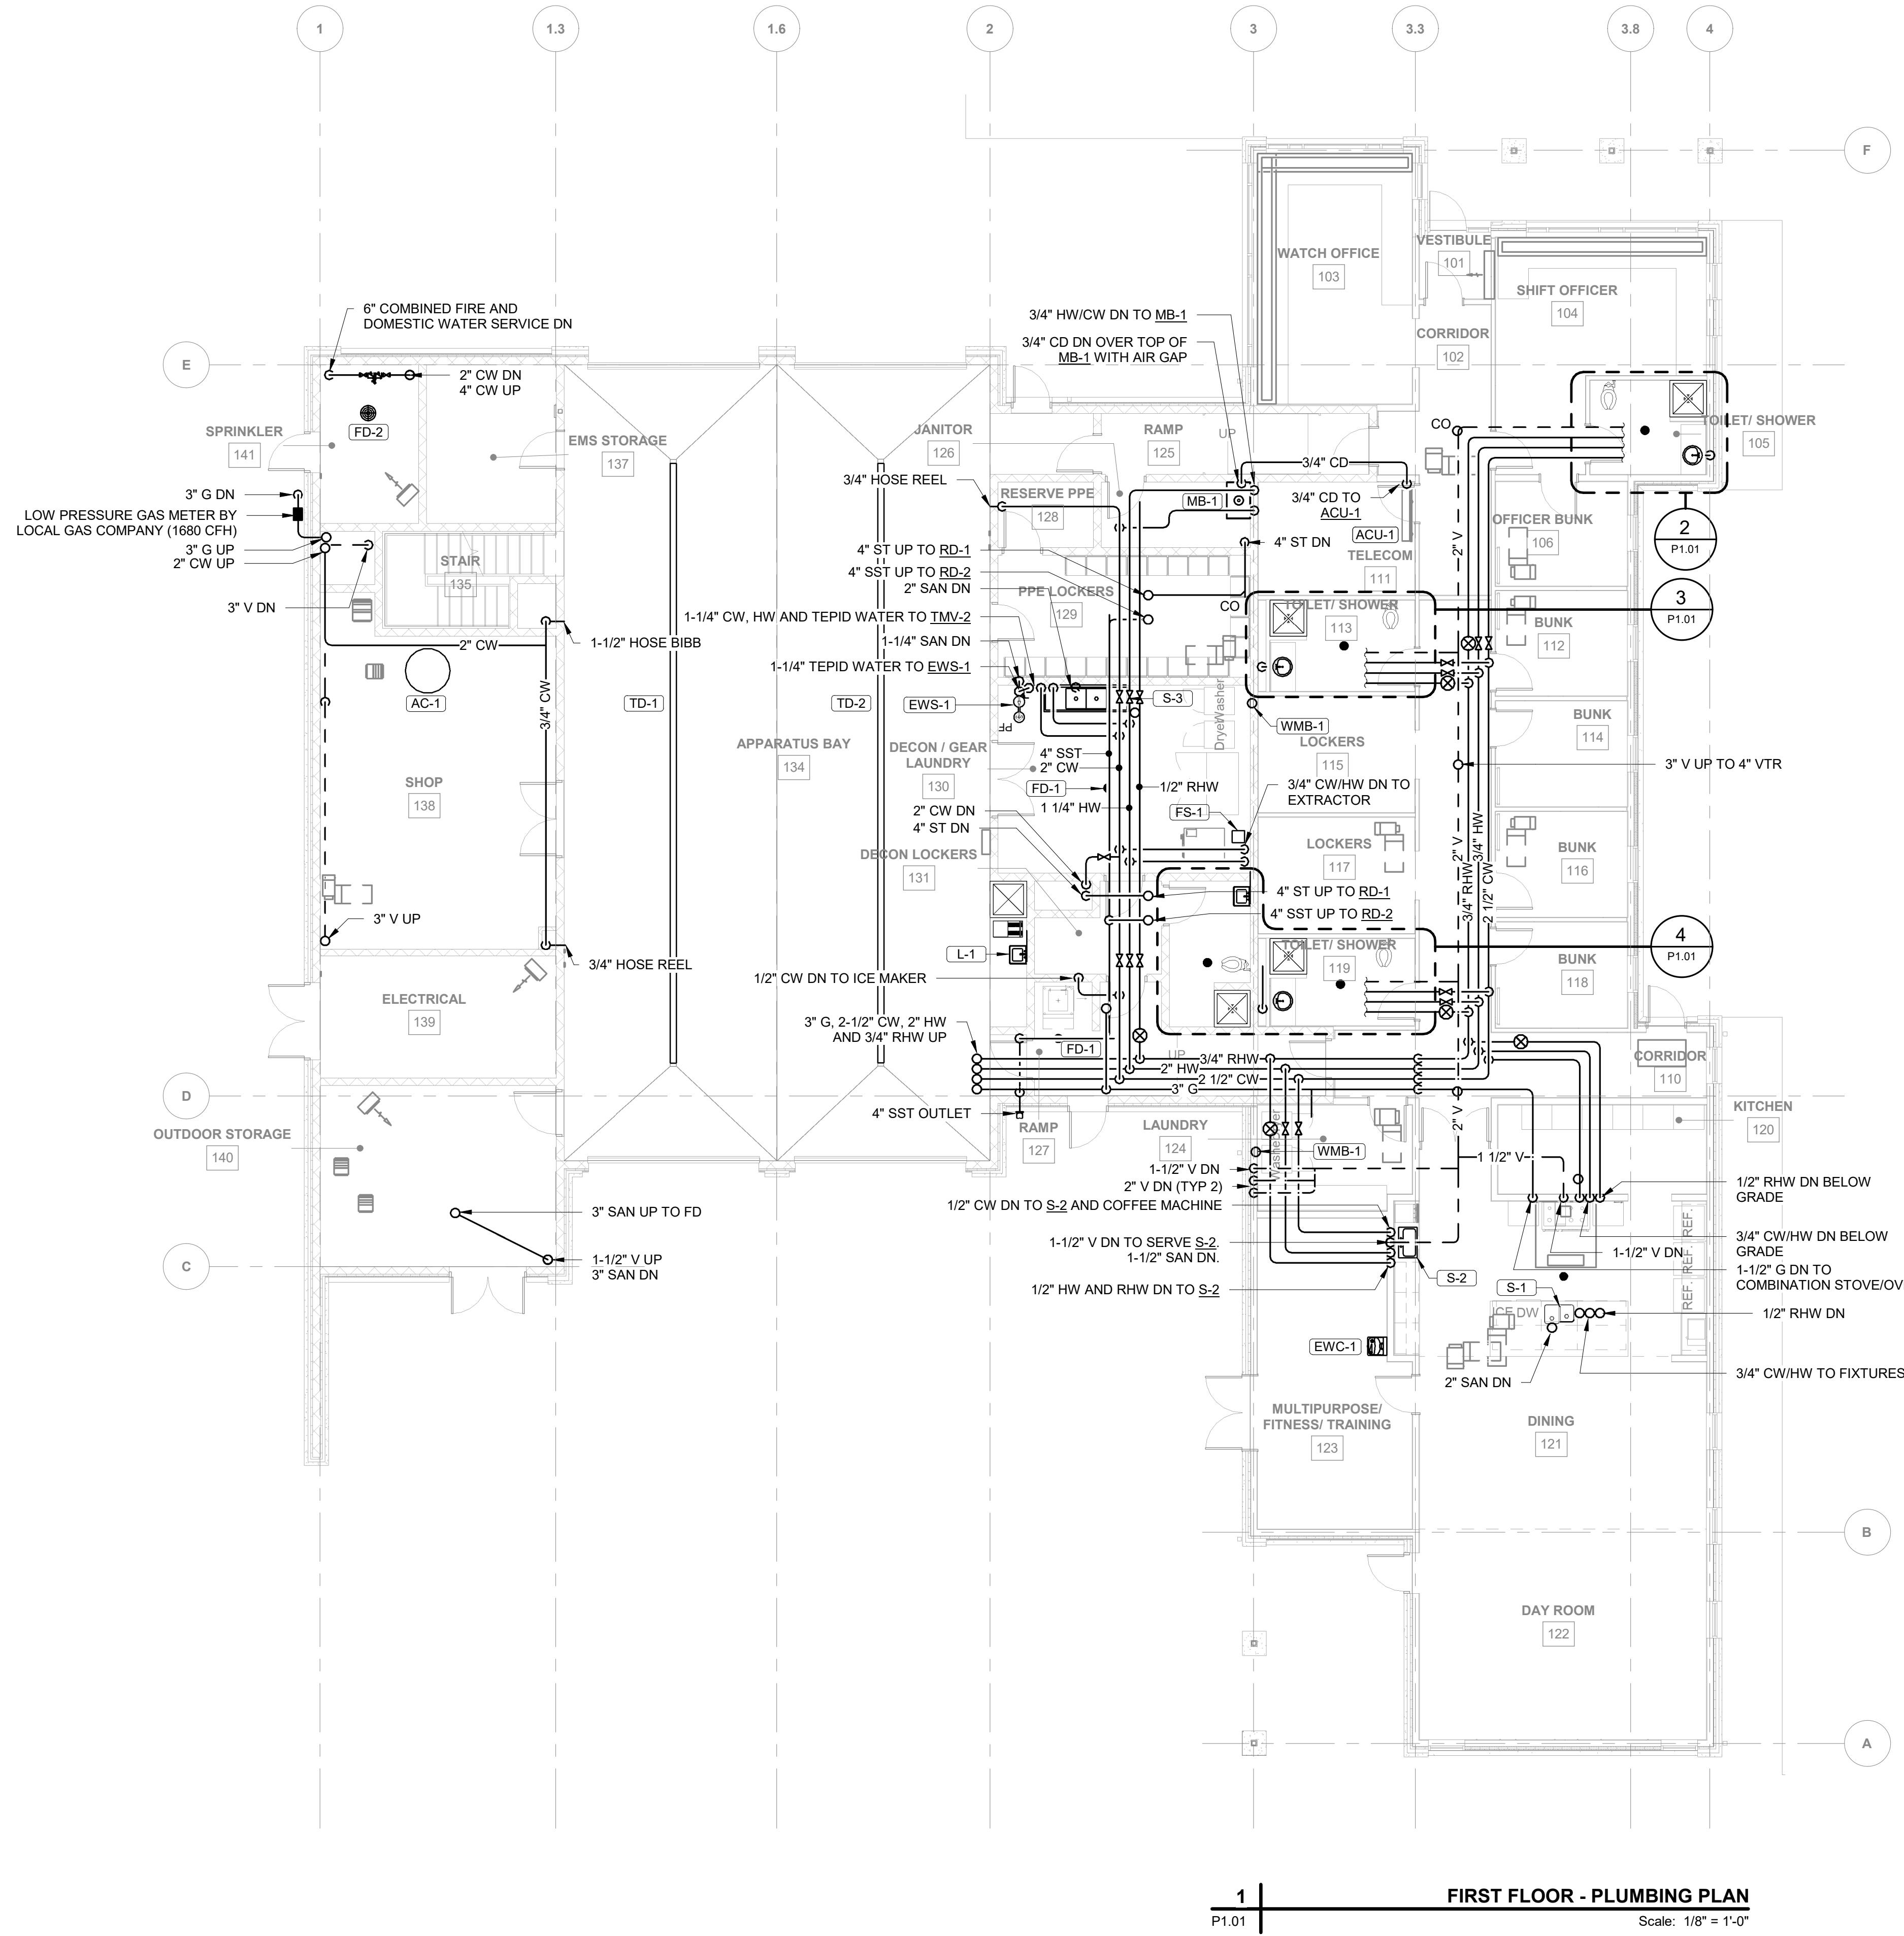 1
1.3
1.6
2
3
3.3
3.8
4
F
WATCH OFFICE
103
VESTIBULE
101
SHIFT OFFICER
104
6" COMBINED FIRE AND
DOMESTIC WATER SERVICE DN
3/4" HW/CW DN TO MB-1
3/4" CD DN OVER TOP OF
MB-1 WITH AIR GAP
CORRIDOR
102
E
2" CW DN
4" CW UP
FD-2
SPRINKLER
141
EMS STORAGE
137
JANITOR
126
RAMP
125
UP
CO
TOILET/ SHOWER
105
3/4" CD
3/4" HOSE REEL
RESERVE PPE
128
MB-1
3/4" CD TO
ACU-1
ACU-1
3" G DN
LOW PRESSURE GAS METER BY
LOCAL GAS COMPANY (1680 CFH)
3" G UP
2" CW UP
OFFICER BUNK
106
2
P1.01
2" V
4" ST DN
4" ST UP TO RD-1
TELECOM
111
STAIR
135
4" SST UP TO RD-2
2" SAN DN
PPE LOCKERS
129
CO
TOILET/ SHOWER
113
3
P1.01
3" V DN
1-1/4" CW, HW AND TEPID WATER TO TMV-2
BUNK
112
2" CW
1-1/2" HOSE BIBB
1-1/4" SAN DN
1-1/4" TEPID WATER TO EWS-1
AC-1
3/4" CW
TD-1
TD-2
EWS-1
S-3
PF
DryeWasher
WMB-1
BUNK
114
APPARATUS BAY
134
DECON / GEAR
LAUNDRY
130
4" SST
2" CW
LOCKERS
115
3" V UP TO 4" VTR
SHOP
138
FD-1
1/2" RHW
1 1/4" HW
3/4" CW/HW DN TO
EXTRACTOR
2" CW DN
4" ST DN
FS-1
DECON LOCKERS
131
LOCKERS
117
BUNK
116
2" V
3/4" HW
3/4" RHW
2 1/2" CW
4" ST UP TO RD-1
4" SST UP TO RD-2
3" V UP
L-1
TOILET/ SHOWER
119
4
P1.01
3/4" HOSE REEL
1/2" CW DN TO ICE MAKER
BUNK
118
ELECTRICAL
139
3" G, 2-1/2" CW, 2" HW
AND 3/4" RHW UP
FD-1
UP
3/4" RHW
2" HW
2 1/2" CW
3" G
CORRIDOR
110
D
4" SST OUTLET
RAMP
127
LAUNDRY
124
2" V
KITCHEN
120
OUTDOOR STORAGE
140
WMB-1
1 1/2" V
1-1/2" V DN
2" V DN (TYP 2)
1/2" CW DN TO S-2 AND COFFEE MACHINE
1/2" RHW DN BELOW
GRADE
3" SAN UP TO FD
REF.
REF.
REF.
3/4" CW/HW DN BELOW
GRADE
1-1/2" V DN TO SERVE S-2.
1-1/2" SAN DN.
1-1/2" V DN
1-1/2" V UP
3" SAN DN
C
S-2
1-1/2" G DN TO
COMBINATION STOVE/OV
1/2" HW AND RHW DN TO S-2
S-1
DW
1/2" RHW DN
EWC-1
2" SAN DN
3/4" CW/HW TO FIXTURES
MULTIPURPOSE/
FITNESS/ TRAINING
123
DINING
121
B
DAY ROOM
122
A
1
P1.01
FIRST FLOOR - PLUMBING PLAN
Scale: 1/8" = 1'-0"